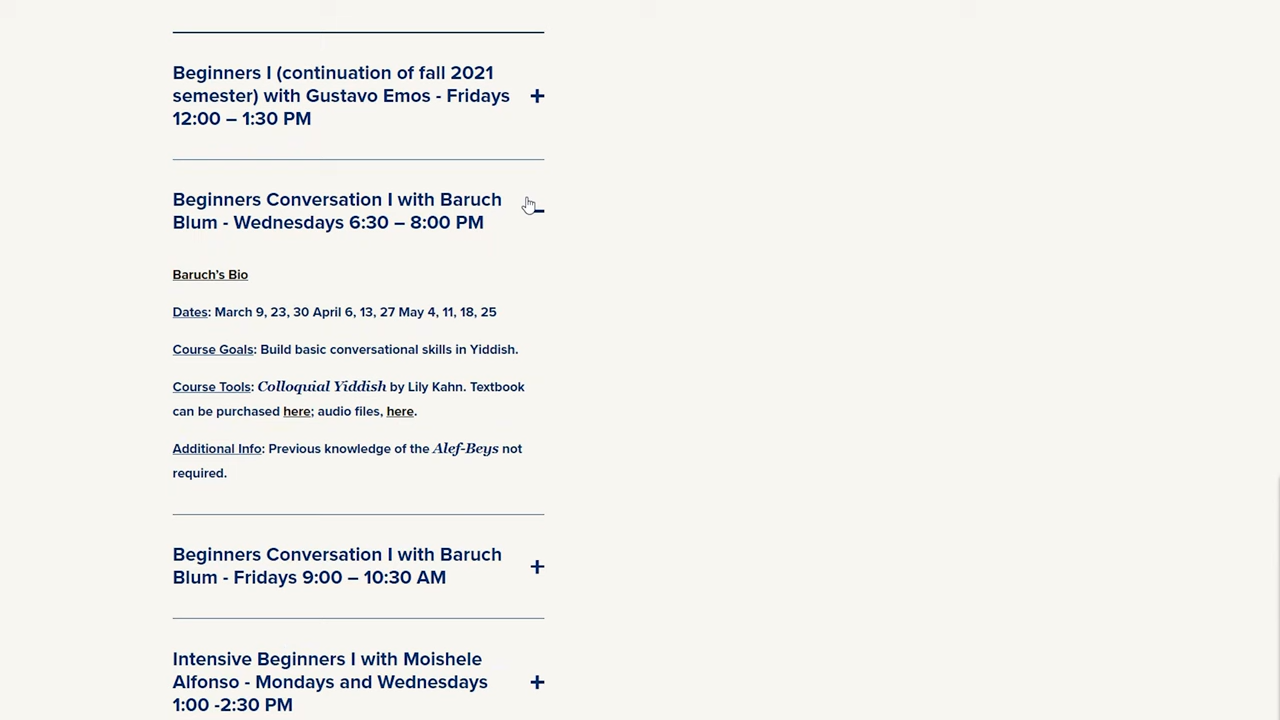 Beginners I (continuation of fall 2021
semester) with Gustavo Emos - Fridays
12:00 – 1:30 PM
Beginners Conversation I with Baruch
Blum - Wednesdays 6:30 – 8:00 PM
Baruch’s Bio
Dates: March 9, 23, 30 April 6, 13, 27 May 4, 11, 18, 25
Course Goals: Build basic conversational skills in Yiddish.
Course Tools: Colloquial Yiddish by Lily Kahn. Textbook
can be purchased here; audio files, here.
Additional Info: Previous knowledge of the Alef-Beys not
required.
Beginners Conversation I with Baruch
Blum - Fridays 9:00 – 10:30 AM
Intensive Beginners I with Moishele
Alfonso - Mondays and Wednesdays
1:00 -2:30 PM